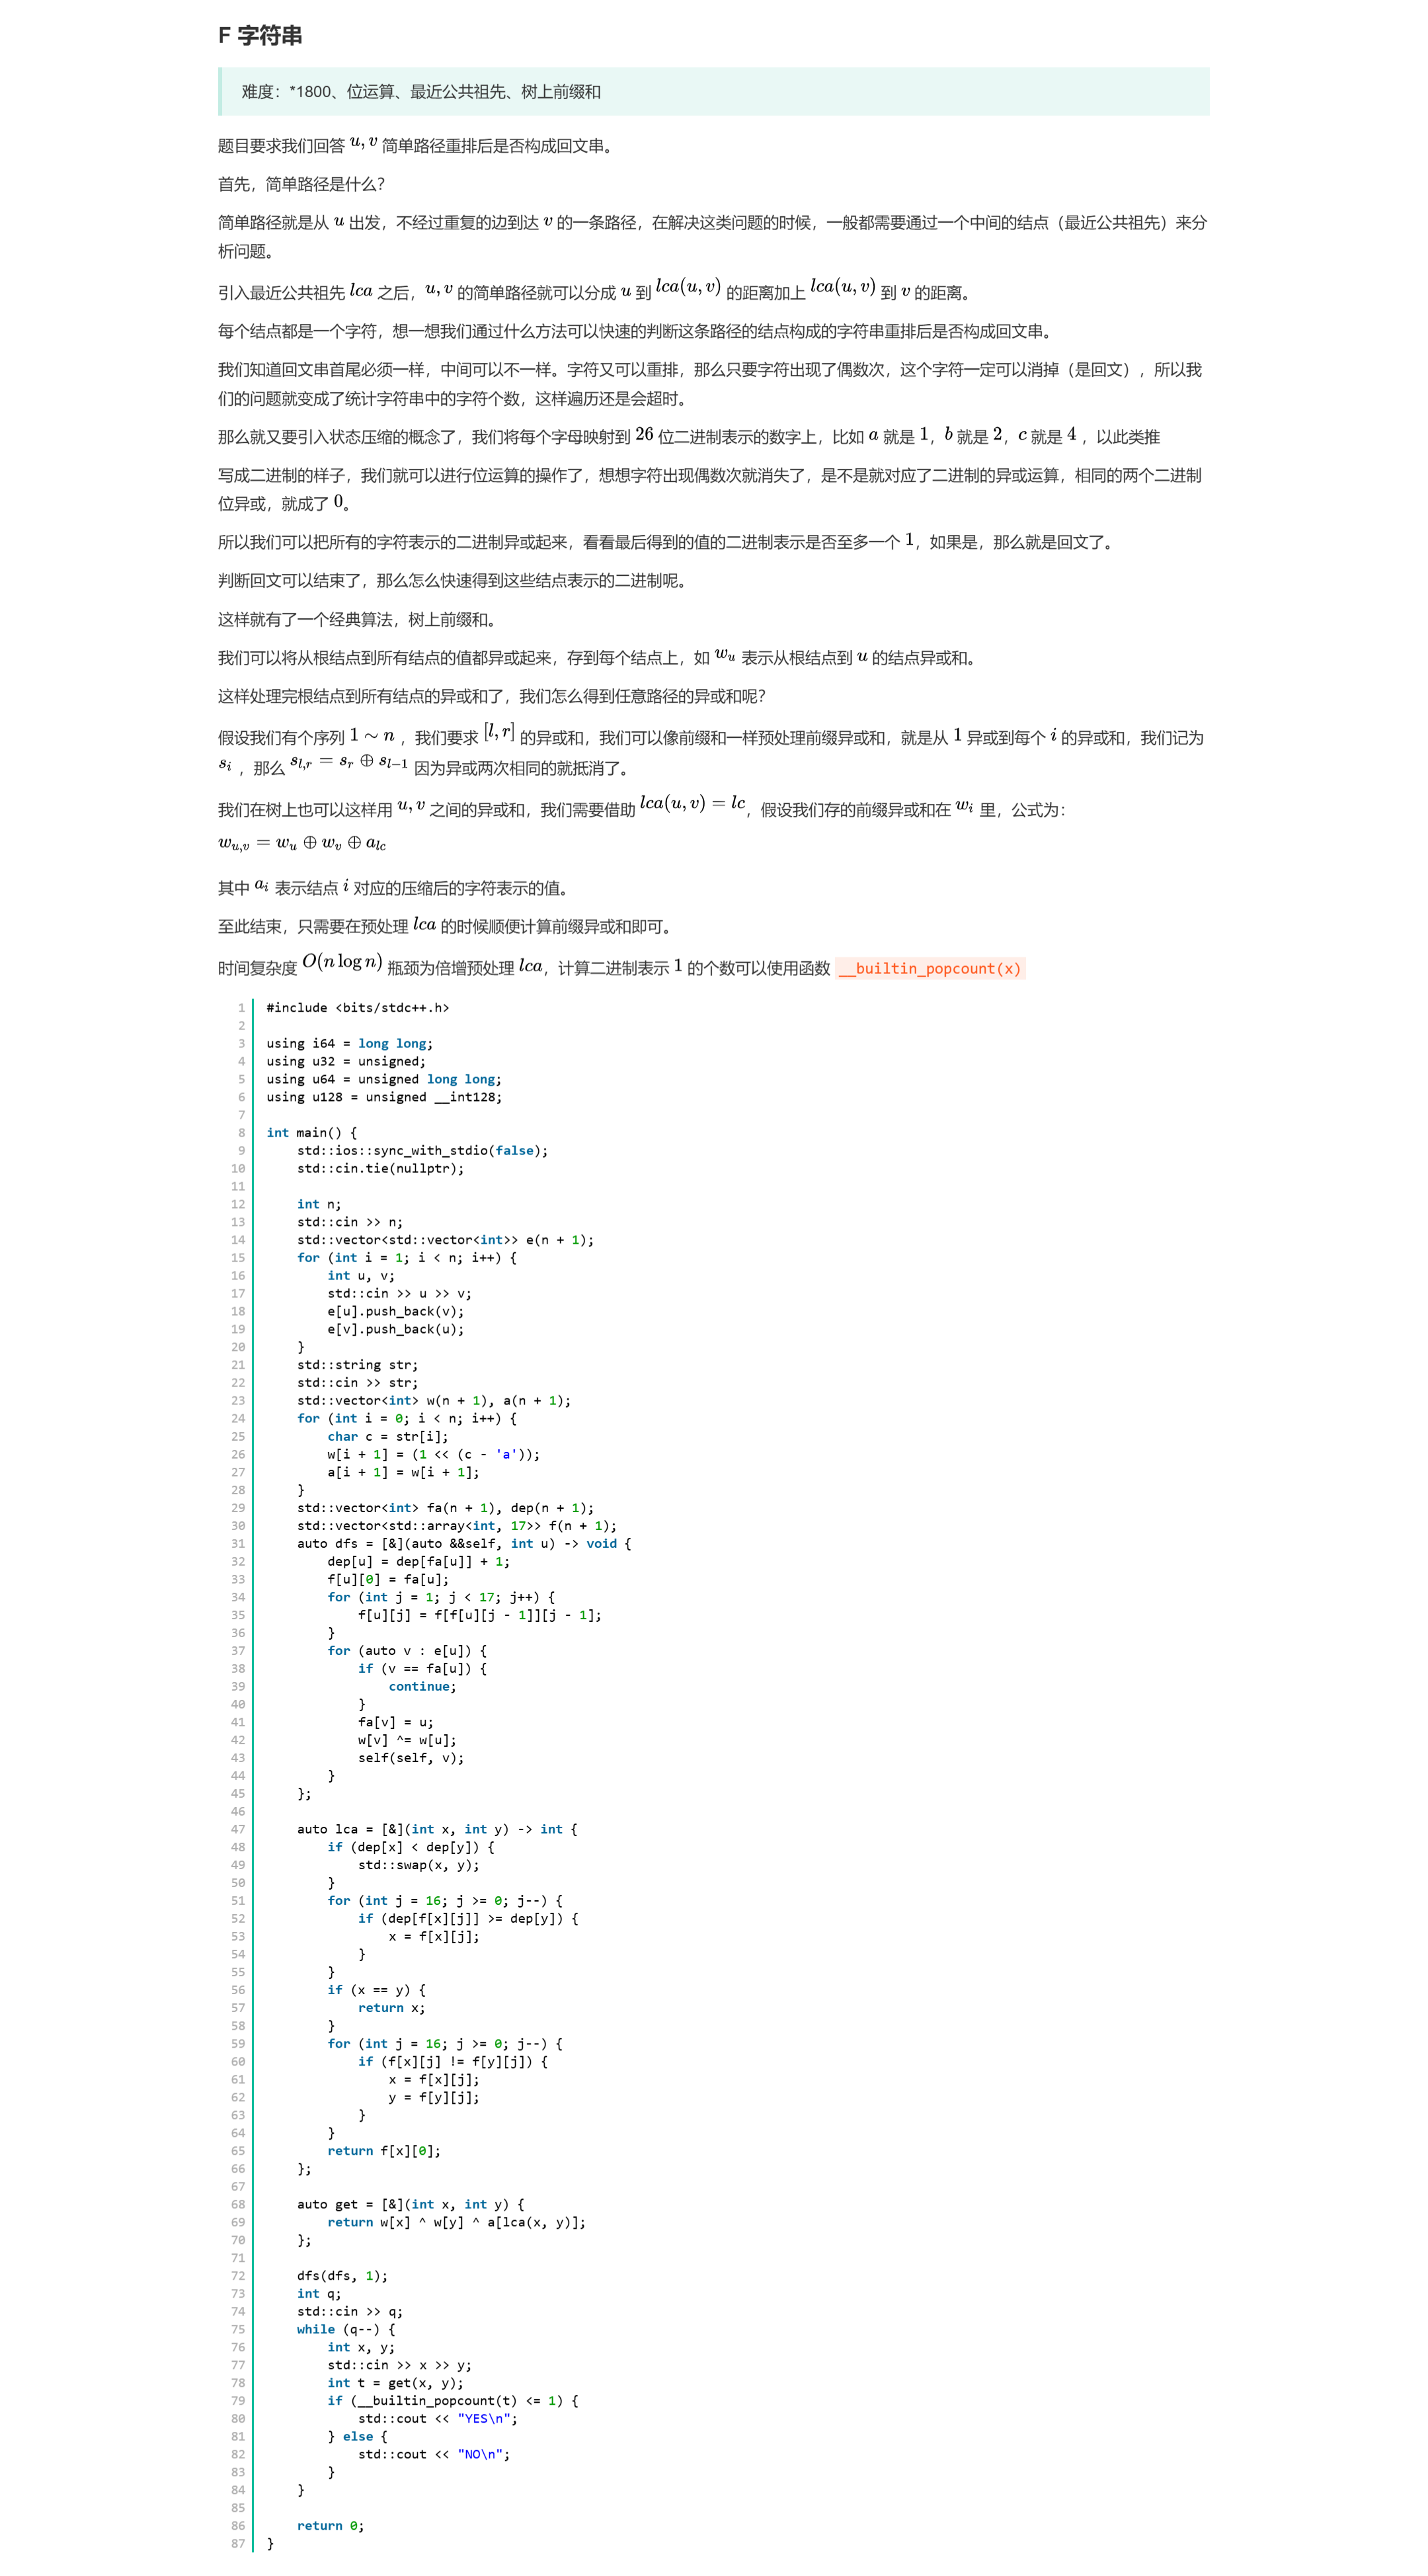 F 字符串
难度：*1800、位运算、最近公共祖先、树上前缀和
题目要求我们回答 u, v 简单路径重排后是否构成回文串。
首先，简单路径是什么？
简单路径就是从 u 出发，不经过重复的边到达 v 的一条路径，在解决这类问题的时候，一般都需要通过一个中间的结点（最近公共祖先）来分
析问题。
引入最近公共祖先 lca 之后，u, v 的简单路径就可以分成 u 到 lca(u, v) 的距离加上 lca(u, v) 到 v 的距离。
每个结点都是一个字符，想一想我们通过什么方法可以快速的判断这条路径的结点构成的字符串重排后是否构成回文串。
我们知道回文串首尾必须一样，中间可以不一样。字符又可以重排，那么只要字符出现了偶数次，这个字符一定可以消掉（是回文），所以我
们的问题就变成了统计字符串中的字符个数，这样遍历还是会超时。
那么就又要引入状态压缩的概念了，我们将每个字母映射到 26 位二进制表示的数字上，比如 a 就是 1，b 就是 2，c 就是 4 ，以此类推
写成二进制的样子，我们就可以进行位运算的操作了，想想字符出现偶数次就消失了，是不是就对应了二进制的异或运算，相同的两个二进制
位异或，就成了 0。
所以我们可以把所有的字符表示的二进制异或起来，看看最后得到的值的二进制表示是否至多一个 1，如果是，那么就是回文了。
判断回文可以结束了，那么怎么快速得到这些结点表示的二进制呢。
这样就有了一个经典算法，树上前缀和。
我们可以将从根结点到所有结点的值都异或起来，存到每个结点上，如 w_u 表示从根结点到 u 的结点异或和。
这样处理完根结点到所有结点的异或和了，我们怎么得到任意路径的异或和呢？
假设我们有个序列 1 ∼ n ，我们要求 [l, r] 的异或和，我们可以像前缀和一样预处理前缀异或和，就是从 1 异或到每个 i 的异或和，我们记为
s_i ，那么 s_{l,r} = s_r ⊕ s_{l−1} 因为异或两次相同的就抵消了。
我们在树上也可以这样用 u, v 之间的异或和，我们需要借助 lca(u, v) = lc，假设我们存的前缀异或和在 w_i 里，公式为：
w_{u,v} = w_u ⊕ w_v ⊕ a_{lc}
其中 a_i 表示结点 i 对应的压缩后的字符表示的值。
至此结束，只需要在预处理 lca 的时候顺便计算前缀异或和即可。
时间复杂度 O(n log n) 瓶颈为倍增预处理 lca，计算二进制表示 1 的个数可以使用函数 __builtin_popcount(x)
1 #include <bits/stdc++.h>
2
3 using i64 = long long;
4 using u32 = unsigned;
5 using u64 = unsigned long long;
6 using u128 = unsigned __int128;
7
8 int main() {
9     std::ios::sync_with_stdio(false);
10     std::cin.tie(nullptr);
11
12     int n;
13     std::cin >> n;
14     std::vector<std::vector<int>> e(n + 1);
15     for (int i = 1; i < n; i++) {
16         int u, v;
17         std::cin >> u >> v;
18         e[u].push_back(v);
19         e[v].push_back(u);
20     }
21     std::string str;
22     std::cin >> str;
23     std::vector<int> w(n + 1), a(n + 1);
24     for (int i = 0; i < n; i++) {
25         char c = str[i];
26         w[i + 1] = (1 << (c - 'a'));
27         a[i + 1] = w[i + 1];
28     }
29     std::vector<int> fa(n + 1), dep(n + 1);
30     std::vector<std::array<int, 17>> f(n + 1);
31     auto dfs = [&](auto &&self, int u) -> void {
32         dep[u] = dep[fa[u]] + 1;
33         f[u][0] = fa[u];
34         for (int j = 1; j < 17; j++) {
35             f[u][j] = f[f[u][j - 1]][j - 1];
36         }
37         for (auto v : e[u]) {
38             if (v == fa[u]) {
39                 continue;
40             }
41             fa[v] = u;
42             w[v] ^= w[u];
43             self(self, v);
44         }
45     };
46
47     auto lca = [&](int x, int y) -> int {
48         if (dep[x] < dep[y]) {
49             std::swap(x, y);
50         }
51         for (int j = 16; j >= 0; j--) {
52             if (dep[f[x][j]] >= dep[y]) {
53                 x = f[x][j];
54             }
55         }
56         if (x == y) {
57             return x;
58         }
59         for (int j = 16; j >= 0; j--) {
60             if (f[x][j] != f[y][j]) {
61                 x = f[x][j];
62                 y = f[y][j];
63             }
64         }
65         return f[x][0];
66     };
67
68     auto get = [&](int x, int y) {
69         return w[x] ^ w[y] ^ a[lca(x, y)];
70     };
71
72     dfs(dfs, 1);
73     int q;
74     std::cin >> q;
75     while (q--) {
76         int x, y;
77         std::cin >> x >> y;
78         int t = get(x, y);
79         if (__builtin_popcount(t) <= 1) {
80             std::cout << "YES\n";
81         } else {
82             std::cout << "NO\n";
83         }
84     }
85
86     return 0;
87 }